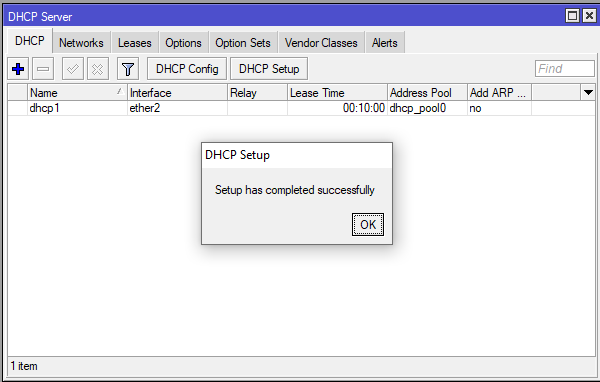 DHCP Server
DHCP Networks Leases Options Option Sets Vendor Classes Alerts
DHCP Config DHCP Setup Find
Name Interface Relay Lease Time Address Pool Add ARP ...
dhcp1 ether2 00:10:00 dhcp_pool0 no
DHCP Setup
Setup has completed successfully
OK
1 item